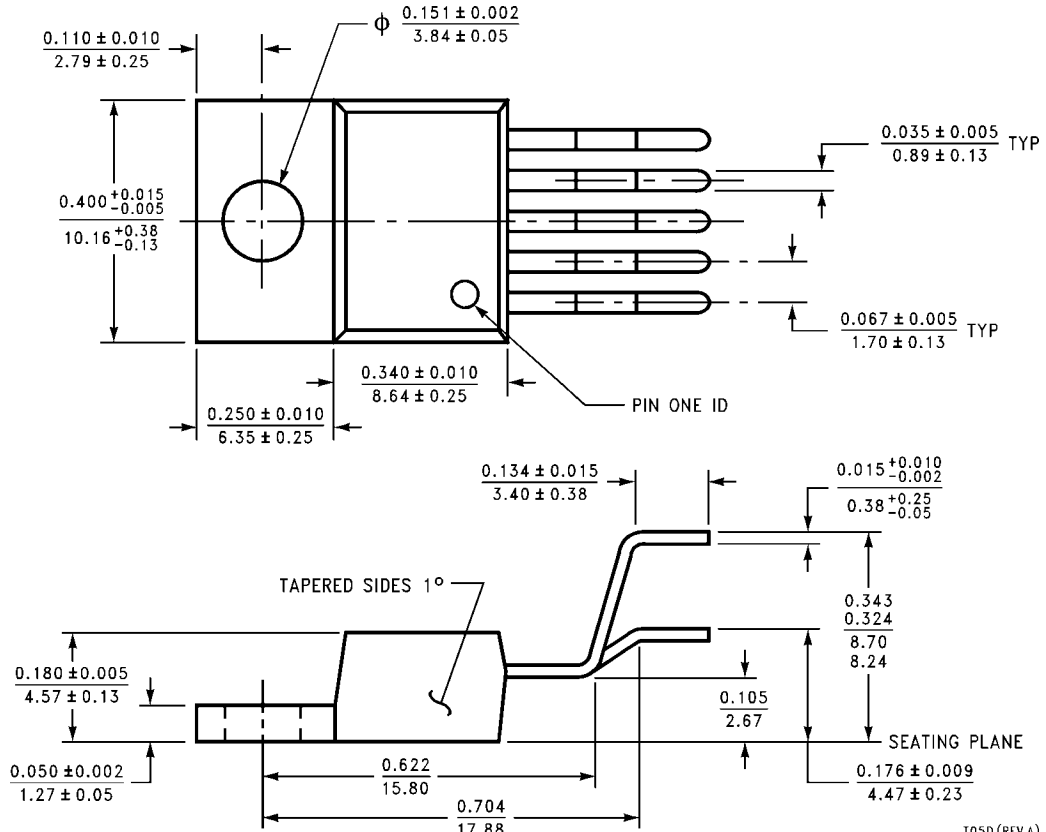 ϕ 0.151 ± 0.002
3.84 ± 0.05
0.110 ± 0.010
2.79 ± 0.25
0.035 ± 0.005 TYP
0.89 ± 0.13
0.400 +0.015 -0.005
10.16 +0.38 -0.13
0.067 ± 0.005 TYP
1.70 ± 0.13
0.340 ± 0.010
8.64 ± 0.25
PIN ONE ID
0.250 ± 0.010
6.35 ± 0.25
0.134 ± 0.015
3.40 ± 0.38
0.015 +0.010 -0.002
0.38 +0.25 -0.05
TAPERED SIDES 1°
0.343
0.324
8.70
8.24
0.180 ± 0.005
4.57 ± 0.13
0.105
2.67
SEATING PLANE
0.050 ± 0.002
1.27 ± 0.05
0.622
15.80
0.176 ± 0.009
4.47 ± 0.23
0.704
17.88
T05D (REV A)